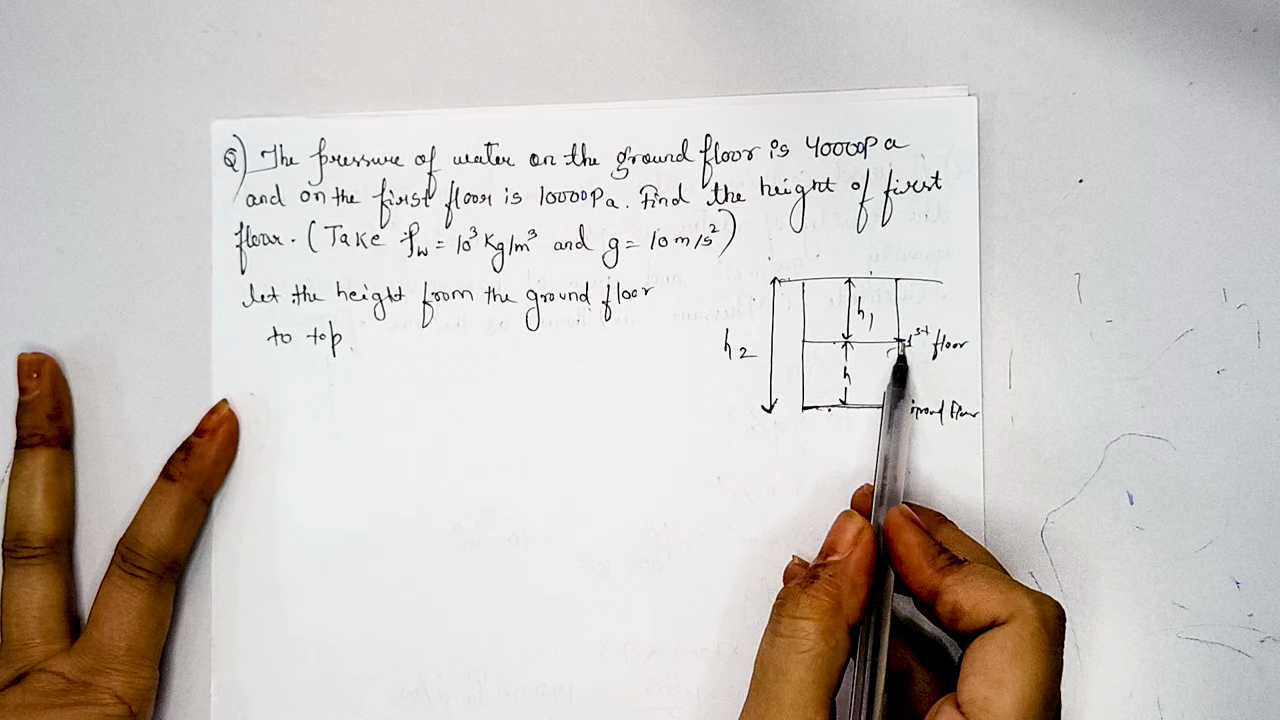 Q) The pressure of water on the ground floor is 40000Pa
and on the first floor is 10000Pa. Find the height of first
floor. (Take ρw = 10³ Kg/m³ and g = 10 m/s²)
let the height from the ground floor
to top.
h₁
1st floor
h₂
h
floor